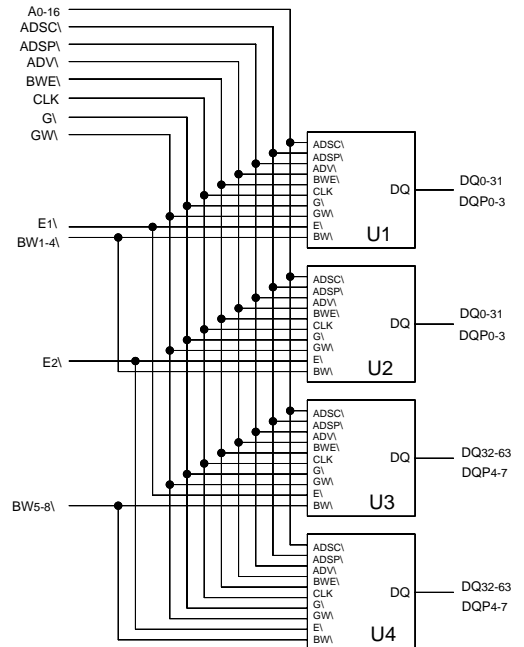 A0-16
ADSC\
ADSP\
ADV\
BWE\
CLK
G\
GW\
E1\
BW1-4\
ADSC\
ADSP\
ADV\
BWE\
CLK
G\
GW\
E\
BW\
DQ
U1
DQ0-31
DQP0-3
E2\
ADSC\
ADSP\
ADV\
BWE\
CLK
G\
GW\
E\
BW\
DQ
U2
DQ0-31
DQP0-3
BW5-8\
ADSC\
ADSP\
ADV\
BWE\
CLK
G\
GW\
E\
BW\
DQ
U3
DQ32-63
DQP4-7
ADSC\
ADSP\
ADV\
BWE\
CLK
G\
GW\
E\
BW\
DQ
U4
DQ32-63
DQP4-7